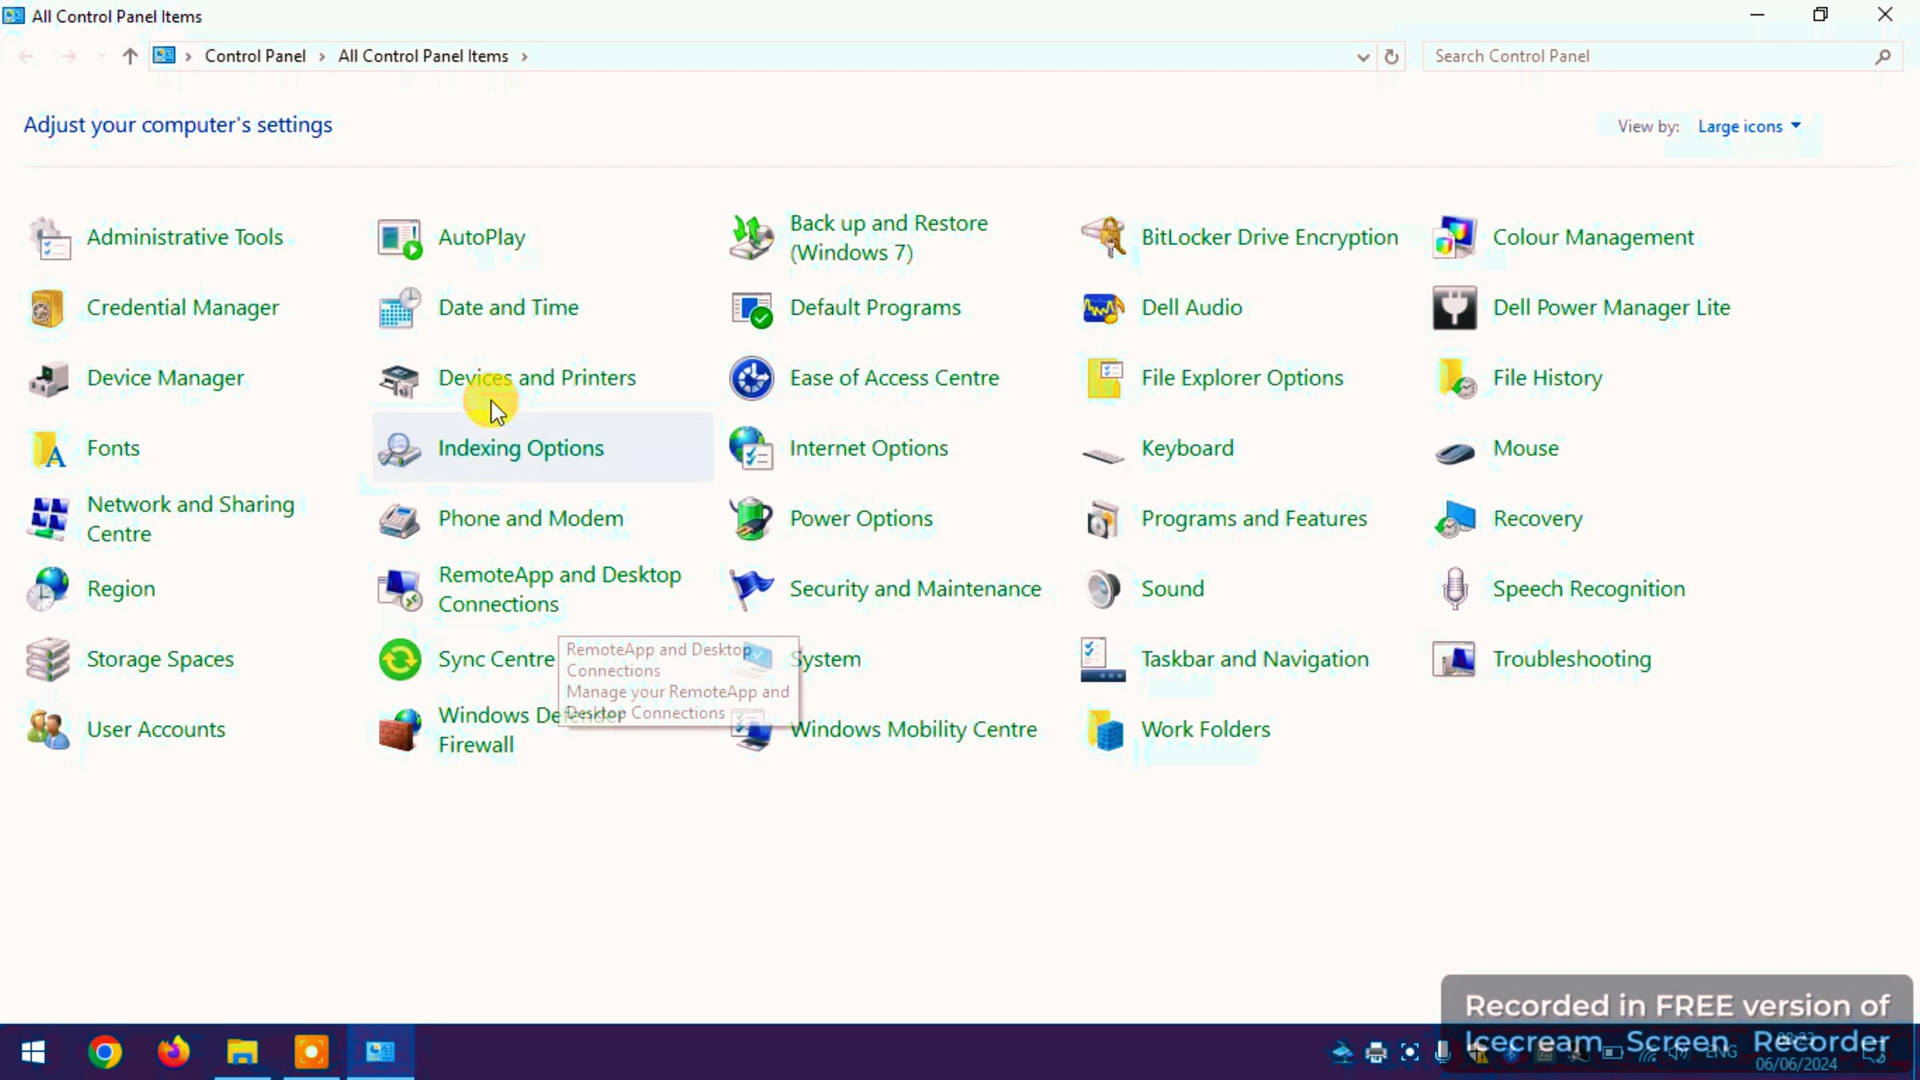 All Control Panel Items
Control Panel > All Control Panel Items >
Search Control Panel
Adjust your computer's settings
View by: Large icons
Administrative Tools
AutoPlay
Back up and Restore
(Windows 7)
BitLocker Drive Encryption
Colour Management
Credential Manager
Date and Time
Default Programs
Dell Audio
Dell Power Manager Lite
Device Manager
Devices and Printers
Ease of Access Centre
File Explorer Options
File History
Fonts
Indexing Options
Internet Options
Keyboard
Mouse
Network and Sharing
Centre
Phone and Modem
Power Options
Programs and Features
Recovery
Region
RemoteApp and Desktop
Connections
Security and Maintenance
Sound
Speech Recognition
Storage Spaces
Sync Centre
RemoteApp and Desktop
Connections
Manage your RemoteApp and
Desktop Connections
System
Taskbar and Navigation
Troubleshooting
User Accounts
Windows Defender
Firewall
Windows Mobility Centre
Work Folders
Recorded in FREE version of
Icecream Screen Recorder
ENG
06/06/2024